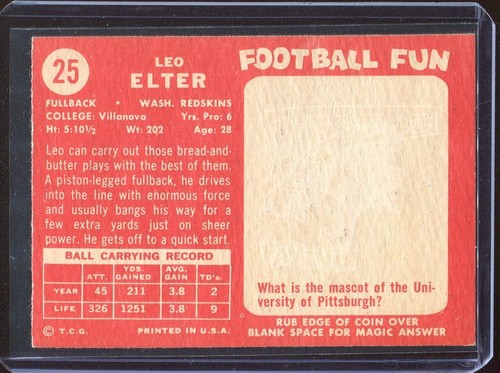 25
LEO
ELTER
FULLBACK • WASH. REDSKINS
COLLEGE: Villanova Yrs. Pro: 6
Ht: 5:10½ Wt: 202 Age: 28
Leo can carry out those bread-and-
butter plays with the best of them.
A piston-legged fullback, he drives
into the line with enormous force
and usually bangs his way for a
few extra yards just on sheer
power. He gets off to a quick start.
BALL CARRYING RECORD
ATT. YDS. GAINED AVG. GAIN TD's
YEAR 45 211 3.8 2
LIFE 326 1251 3.8 9
© T.C.G. PRINTED IN U.S.A.
FOOTBALL FUN
What is the mascot of the Uni-
versity of Pittsburgh?
RUB EDGE OF COIN OVER
BLANK SPACE FOR MAGIC ANSWER